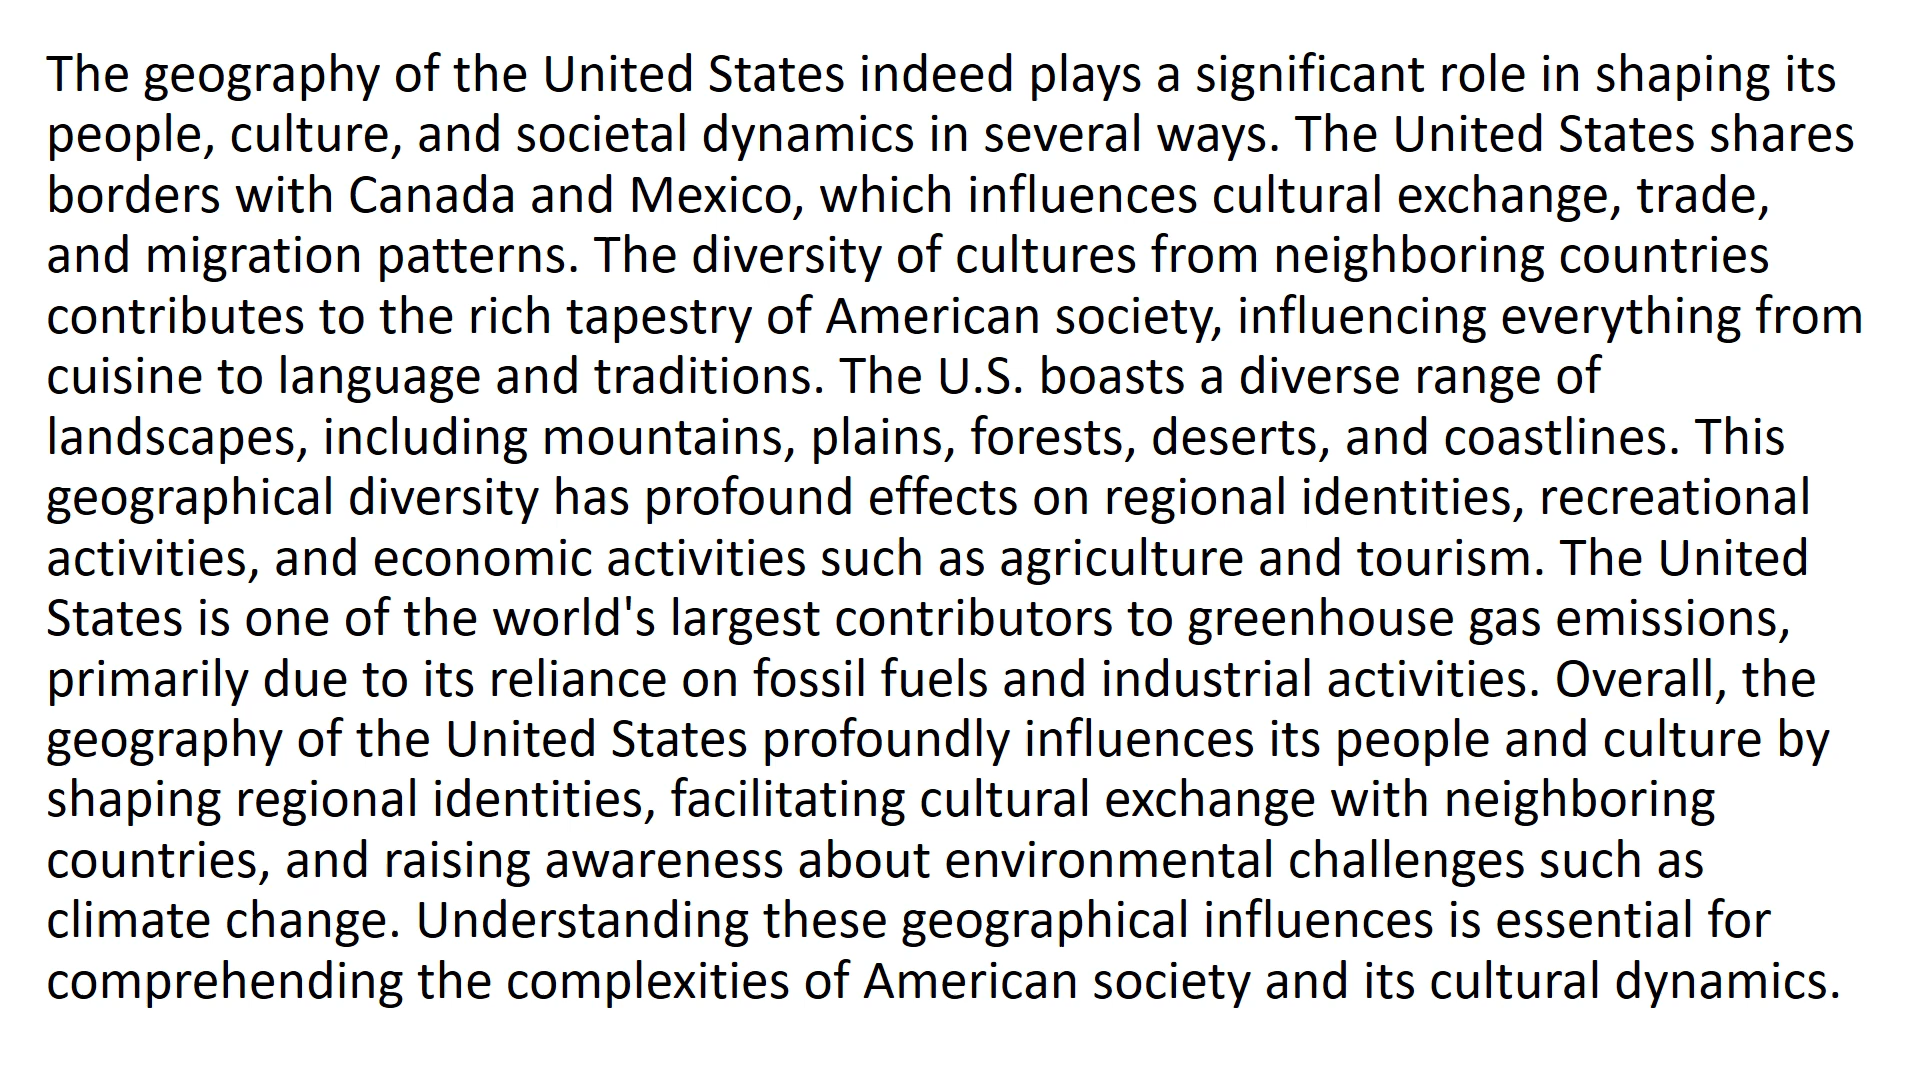 The geography of the United States indeed plays a significant role in shaping its
people, culture, and societal dynamics in several ways. The United States shares
borders with Canada and Mexico, which influences cultural exchange, trade,
and migration patterns. The diversity of cultures from neighboring countries
contributes to the rich tapestry of American society, influencing everything from
cuisine to language and traditions. The U.S. boasts a diverse range of
landscapes, including mountains, plains, forests, deserts, and coastlines. This
geographical diversity has profound effects on regional identities, recreational
activities, and economic activities such as agriculture and tourism. The United
States is one of the world's largest contributors to greenhouse gas emissions,
primarily due to its reliance on fossil fuels and industrial activities. Overall, the
geography of the United States profoundly influences its people and culture by
shaping regional identities, facilitating cultural exchange with neighboring
countries, and raising awareness about environmental challenges such as
climate change. Understanding these geographical influences is essential for
comprehending the complexities of American society and its cultural dynamics.